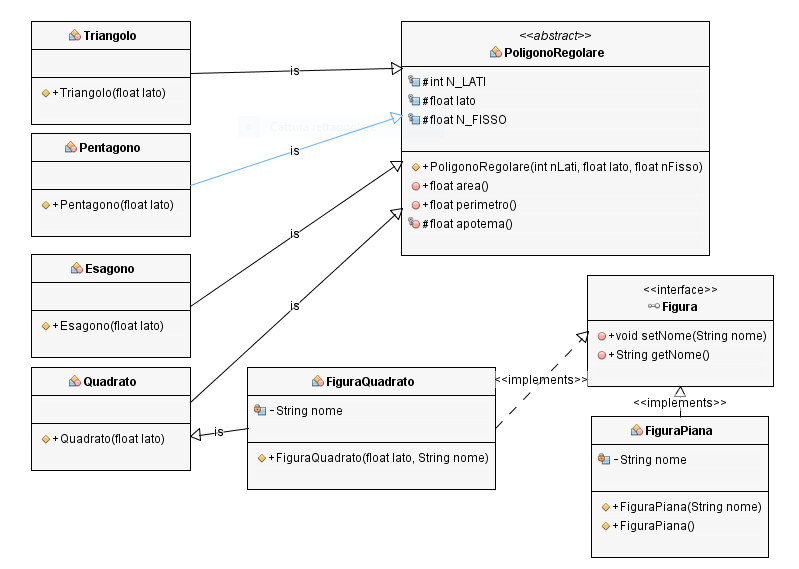 Triangolo
+Triangolo(float lato)
is
<<abstract>>
PoligonoRegolare
#int N_LATI
#float lato
#float N_FISSO
+PoligonoRegolare(int nLati, float lato, float nFisso)
+float area()
+float perimetro()
#float apotema()
Pentagono
+Pentagono(float lato)
is
Esagono
+Esagono(float lato)
is
Quadrato
+Quadrato(float lato)
is
FiguraQuadrato
-String nome
+FiguraQuadrato(float lato, String nome)
is
<<interface>>
Figura
+void setNome(String nome)
+String getNome()
<<implements>>
<<implements>>
FiguraPiana
-String nome
+FiguraPiana(String nome)
+FiguraPiana()